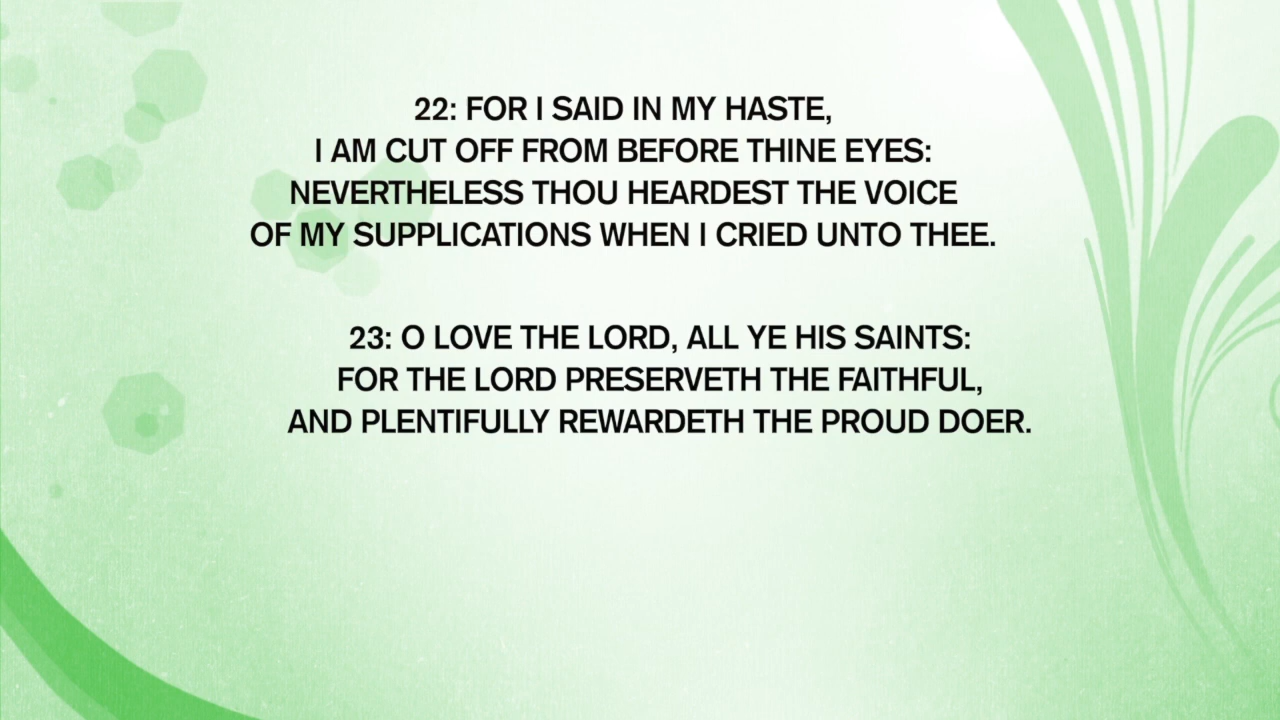 22: FOR I SAID IN MY HASTE,
I AM CUT OFF FROM BEFORE THINE EYES:
NEVERTHELESS THOU HEARDEST THE VOICE
OF MY SUPPLICATIONS WHEN I CRIED UNTO THEE.
23: O LOVE THE LORD, ALL YE HIS SAINTS:
FOR THE LORD PRESERVETH THE FAITHFUL,
AND PLENTIFULLY REWARDETH THE PROUD DOER.